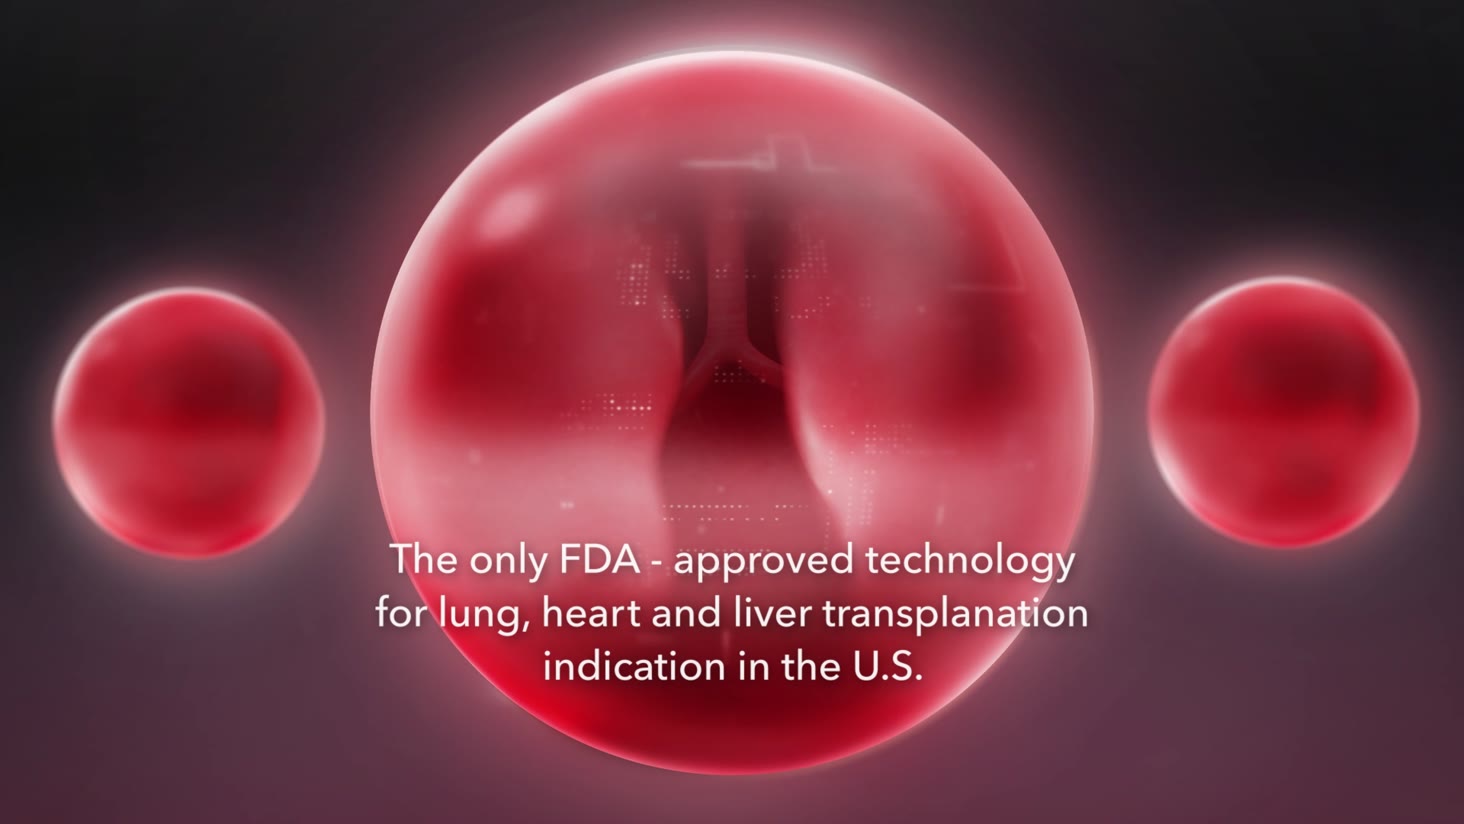 The only FDA - approved technology
for lung, heart and liver transplanation
indication in the U.S.